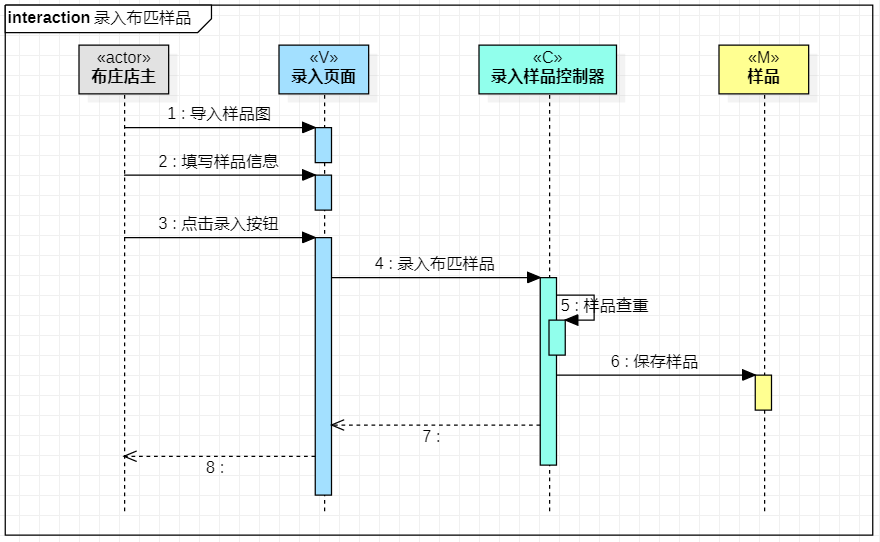 interaction 录入布匹样品
«actor»
布庄店主
«V»
录入页面
«C»
录入样品控制器
«M»
样品
1 : 导入样品图
2 : 填写样品信息
3 : 点击录入按钮
4 : 录入布匹样品
5 : 样品查重
6 : 保存样品
7 :
8 :